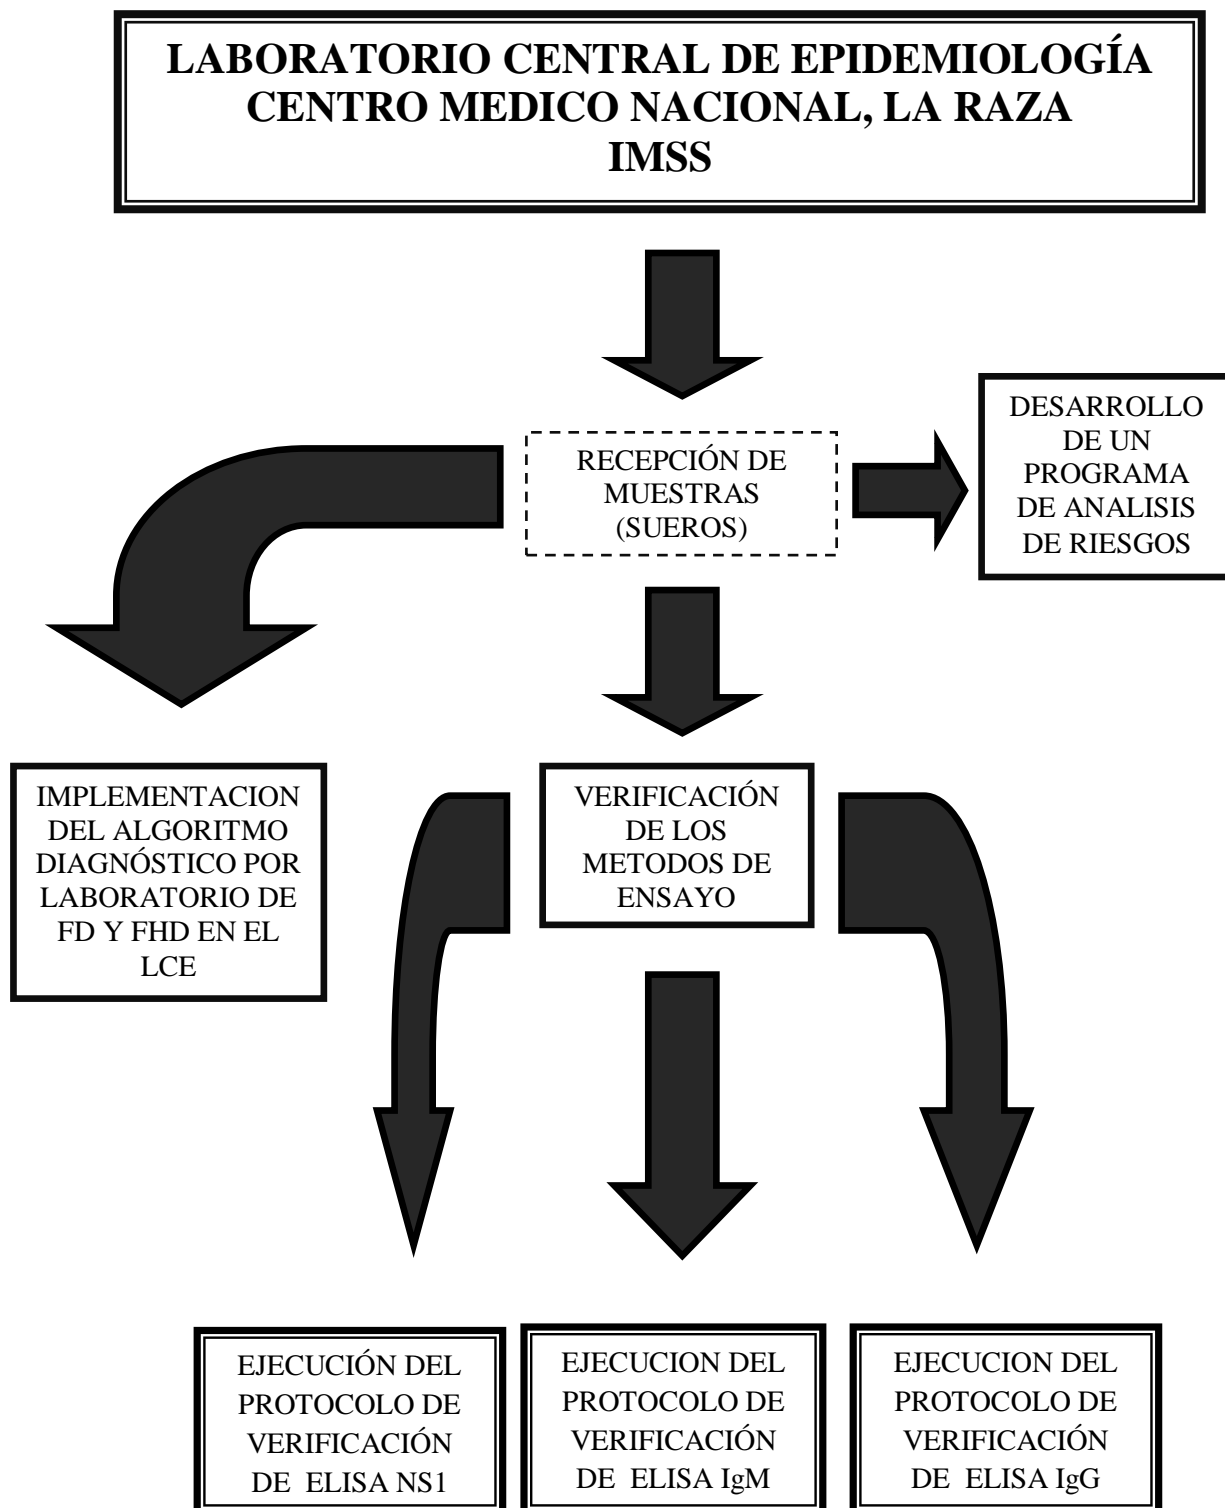 LABORATORIO CENTRAL DE EPIDEMIOLOGÍA
CENTRO MEDICO NACIONAL, LA RAZA
IMSS
RECEPCIÓN DE
MUESTRAS
(SUEROS)
DESARROLLO
DE UN
PROGRAMA
DE ANALISIS
DE RIESGOS
IMPLEMENTACION
DEL ALGORITMO
DIAGNÓSTICO POR
LABORATORIO DE
FD Y FHD EN EL
LCE
VERIFICACIÓN
DE LOS
METODOS DE
ENSAYO
EJECUCIÓN DEL
PROTOCOLO DE
VERIFICACIÓN
DE ELISA NS1
EJECUCION DEL
PROTOCOLO DE
VERIFICACIÓN
DE ELISA IgM
EJECUCION DEL
PROTOCOLO DE
VERIFICACIÓN
DE ELISA IgG